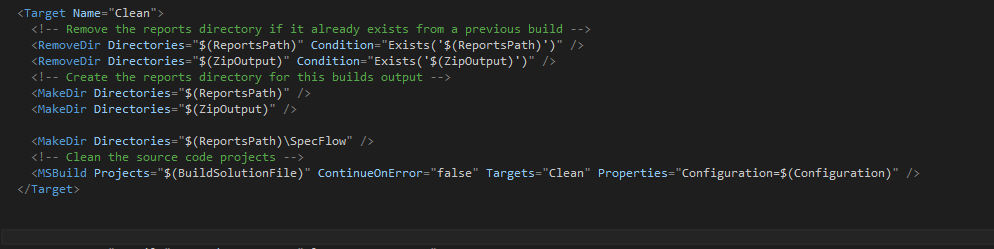 <Target Name="Clean">
<!-- Remove the reports directory if it already exists from a previous build -->
<RemoveDir Directories="$(ReportsPath)" Condition="Exists('$(ReportsPath)')" />
<RemoveDir Directories="$(ZipOutput)" Condition="Exists('$(ZipOutput)')" />
<!-- Create the reports directory for this builds output -->
<MakeDir Directories="$(ReportsPath)" />
<MakeDir Directories="$(ZipOutput)" />
<MakeDir Directories="$(ReportsPath)\SpecFlow" />
<!-- Clean the source code projects -->
<MSBuild Projects="$(BuildSolutionFile)" ContinueOnError="false" Targets="Clean" Properties="Configuration=$(Configuration)" />
</Target>